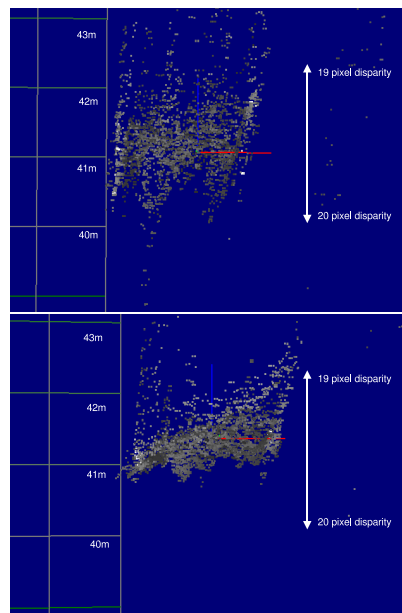 43m
19 pixel disparity
42m
41m
20 pixel disparity
40m
43m
19 pixel disparity
42m
41m
20 pixel disparity
40m